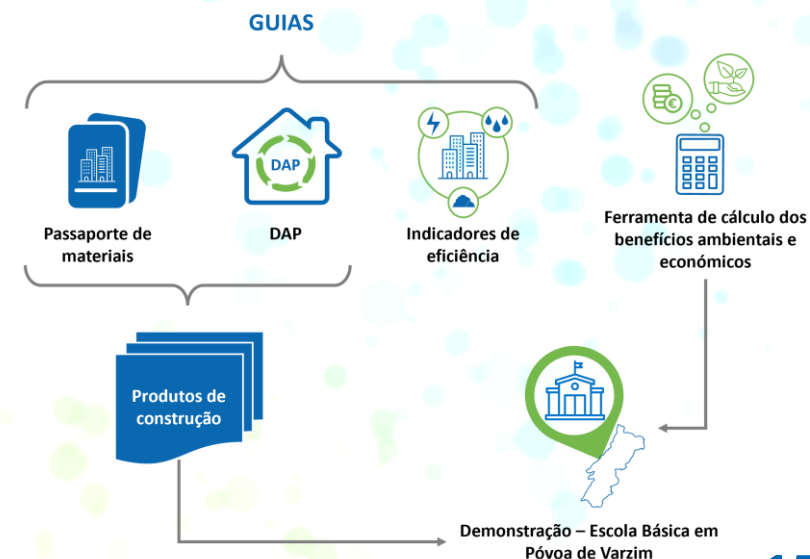 GUIAS
DAP
Passaporte de
materiais
DAP
Indicadores de
eficiência
€
Ferramenta de cálculo dos
benefícios ambientais e
económicos
Produtos de
construção
Demonstração – Escola Básica em
Póvoa de Varzim